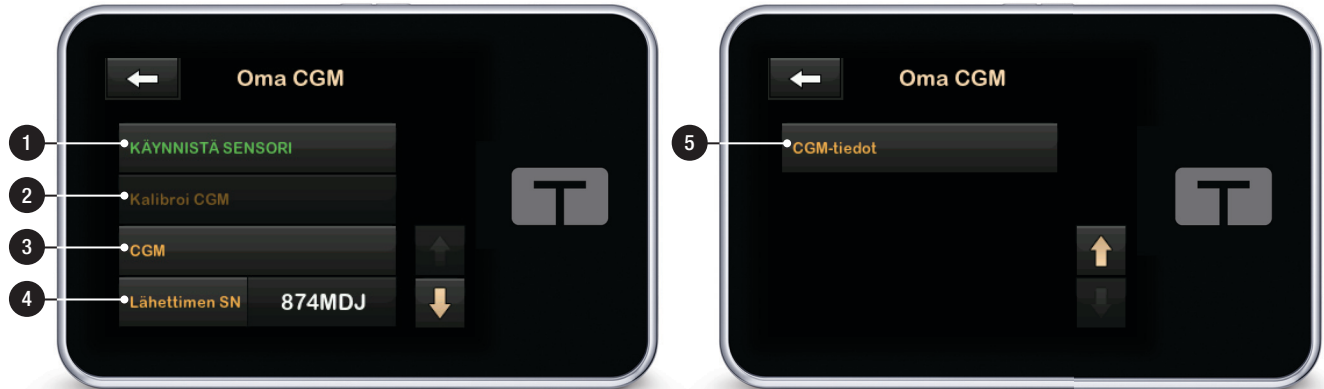 Oma CGM
1 KÄYNNISTÄ SENSORI
2 Kalibroi CGM
3 CGM
4 Lähettimen SN 874MDJ
T
Oma CGM
5 CGM-tiedot
T